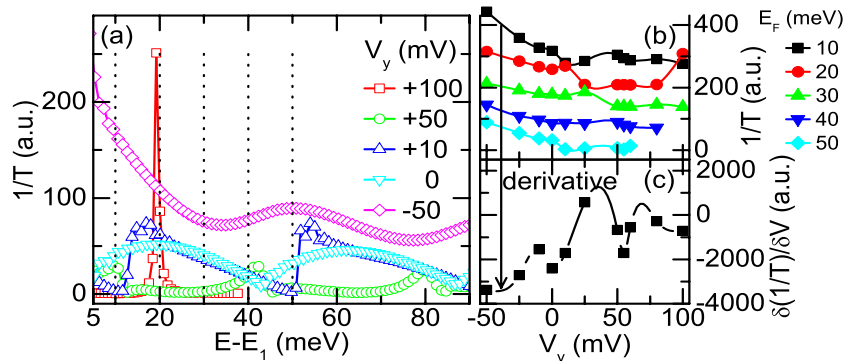 (a)
V_y (mV)
+100
+50
+10
0
-50
1/T (a.u.)
200
100
0
5
20
40
60
80
E-E_1 (meV)
(b)
E_F (meV)
10
20
30
40
50
400
200
0
1/T (a.u.)
derivative
(c)
2000
0
-2000
-4000
δ(1/T)/δV (a.u.)
-50
0
50
100
V_y (mV)